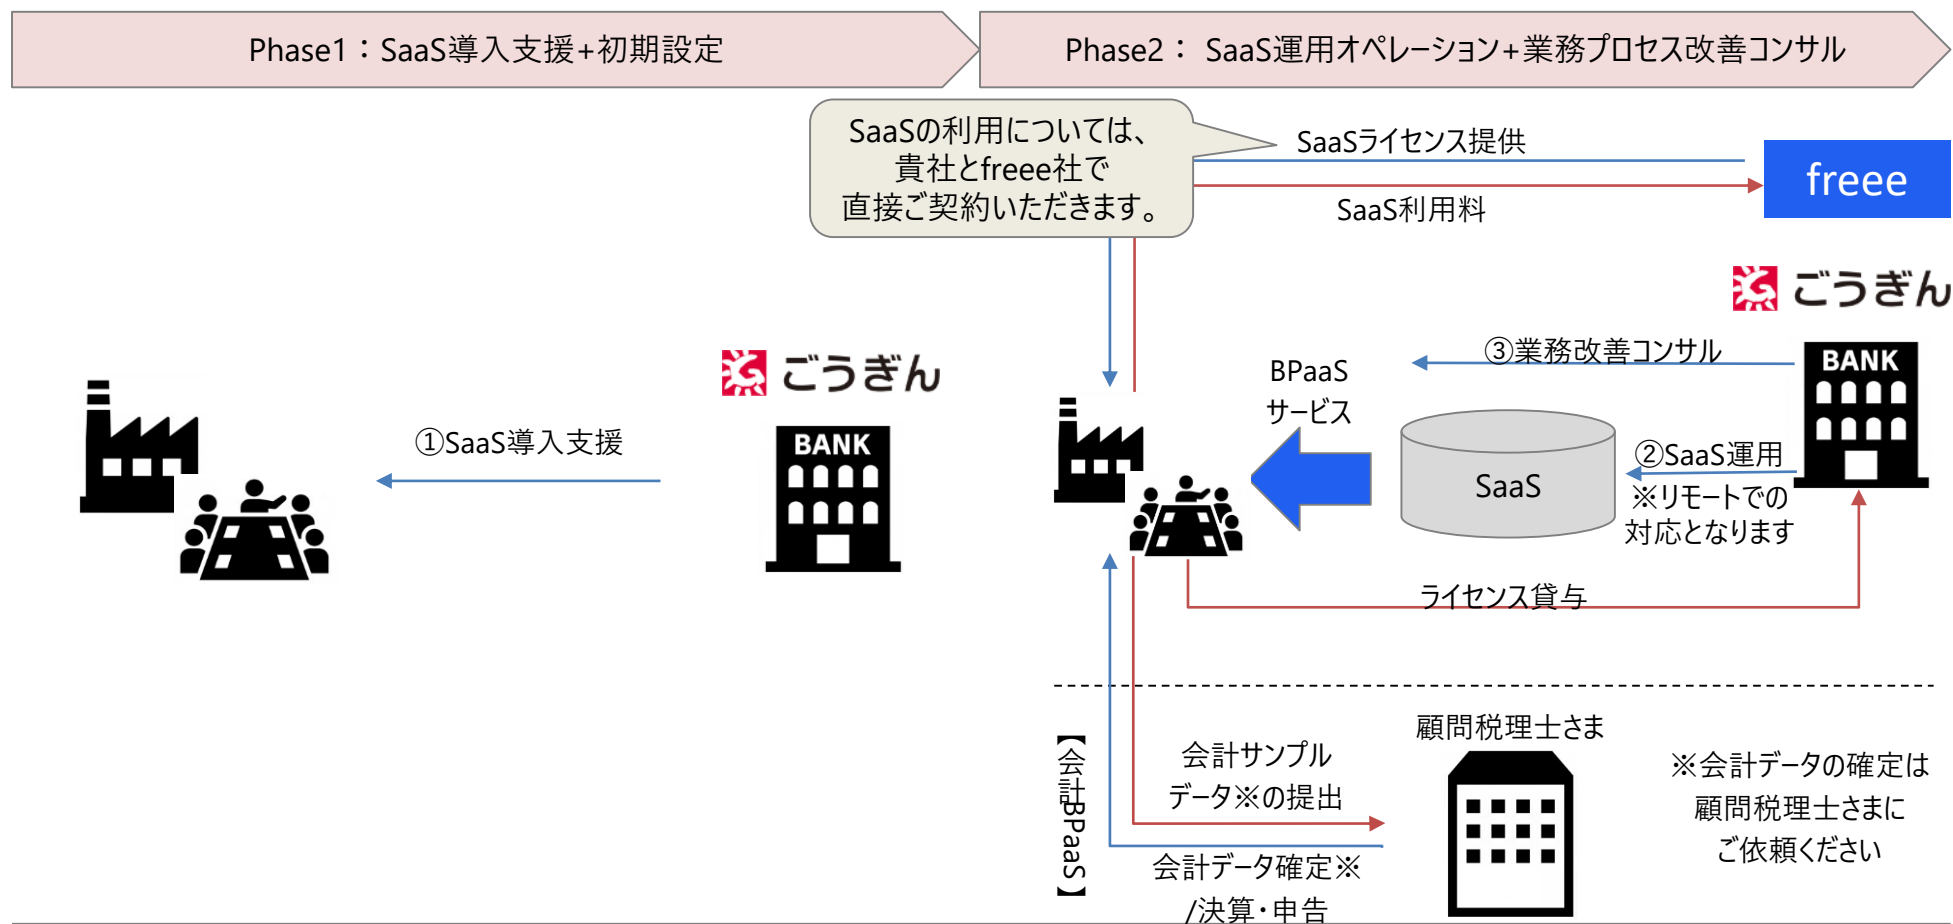 Phase1：SaaS導入支援+初期設定
Phase2： SaaS運用オペレーション+業務プロセス改善コンサル
SaaSの利用については、
貴社とfreee社で
直接ご契約いただきます。
SaaSライセンス提供
freee
SaaS利用料
ごうぎん
ごうぎん
BANK
①SaaS導入支援
③業務改善コンサル
BANK
BPaaS
サービス
SaaS
②SaaS運用
※リモートでの
対応となります
ライセンス貸与
【会計BPaaS】
会計サンプル
データ※の提出
会計データ確定※
/決算・申告
顧問税理士さま
※会計データの確定は
顧問税理士さまに
ご依頼ください